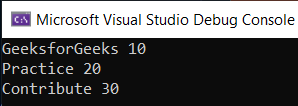 Microsoft Visual Studio Debug Console
GeeksforGeeks 10
Practice 20
Contribute 30